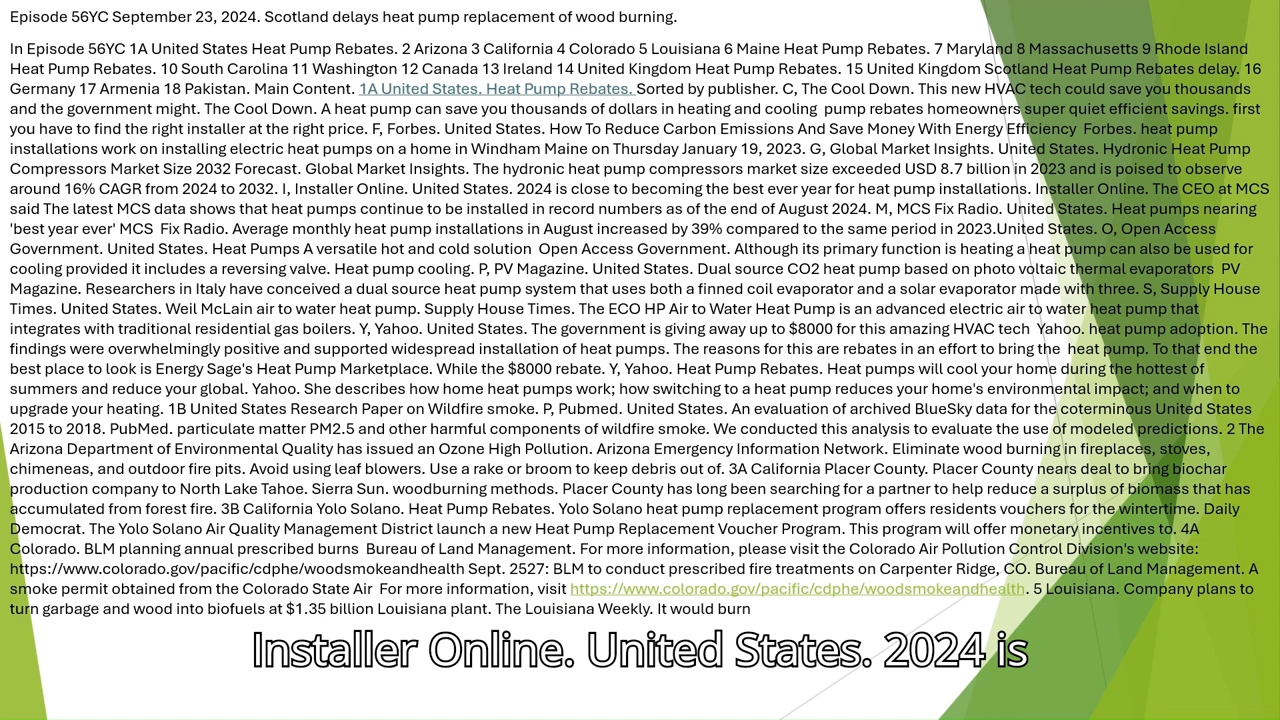 Episode 56YC September 23, 2024. Scotland delays heat pump replacement of wood burning.
In Episode 56YC 1A United States Heat Pump Rebates. 2 Arizona 3 California 4 Colorado 5 Louisiana 6 Maine Heat Pump Rebates. 7 Maryland 8 Massachusetts 9 Rhode Island
Heat Pump Rebates. 10 South Carolina 11 Washington 12 Canada 13 Ireland 14 United Kingdom Heat Pump Rebates. 15 United Kingdom Scotland Heat Pump Rebates delay. 16
Germany 17 Armenia 18 Pakistan. Main Content. 1A United States. Heat Pump Rebates. Sorted by publisher. C, The Cool Down. This new HVAC tech could save you thousands
and the government might. The Cool Down. A heat pump can save you thousands of dollars in heating and cooling  pump rebates homeowners super quiet efficient savings. first
you have to find the right installer at the right price. F, Forbes. United States. How To Reduce Carbon Emissions And Save Money With Energy Efficiency  Forbes. heat pump
installations work on installing electric heat pumps on a home in Windham Maine on Thursday January 19, 2023. G, Global Market Insights. United States. Hydronic Heat Pump
Compressors Market Size 2032 Forecast. Global Market Insights. The hydronic heat pump compressors market size exceeded USD 8.7 billion in 2023 and is poised to observe
around 16% CAGR from 2024 to 2032. I, Installer Online. United States. 2024 is close to becoming the best ever year for heat pump installations. Installer Online. The CEO at MCS
said The latest MCS data shows that heat pumps continue to be installed in record numbers as of the end of August 2024. M, MCS Fix Radio. United States. Heat pumps nearing
'best year ever' MCS  Fix Radio. Average monthly heat pump installations in August increased by 39% compared to the same period in 2023.United States. O, Open Access
Government. United States. Heat Pumps A versatile hot and cold solution  Open Access Government. Although its primary function is heating a heat pump can also be used for
cooling provided it includes a reversing valve. Heat pump cooling. P, PV Magazine. United States. Dual source CO2 heat pump based on photo voltaic thermal evaporators  PV
Magazine. Researchers in Italy have conceived a dual source heat pump system that uses both a finned coil evaporator and a solar evaporator made with three. S, Supply House
Times. United States. Weil McLain air to water heat pump. Supply House Times. The ECO HP Air to Water Heat Pump is an advanced electric air to water heat pump that
integrates with traditional residential gas boilers. Y, Yahoo. United States. The government is giving away up to $8000 for this amazing HVAC tech  Yahoo. heat pump adoption. The
findings were overwhelmingly positive and supported widespread installation of heat pumps. The reasons for this are rebates in an effort to bring the  heat pump. To that end the
best place to look is Energy Sage's Heat Pump Marketplace. While the $8000 rebate. Y, Yahoo. Heat Pump Rebates. Heat pumps will cool your home during the hottest of
summers and reduce your global. Yahoo. She describes how home heat pumps work; how switching to a heat pump reduces your home's environmental impact; and when to
upgrade your heating. 1B United States Research Paper on Wildfire smoke. P, Pubmed. United States. An evaluation of archived BlueSky data for the coterminous United States
2015 to 2018. PubMed. particulate matter PM2.5 and other harmful components of wildfire smoke. We conducted this analysis to evaluate the use of modeled predictions. 2 The
Arizona Department of Environmental Quality has issued an Ozone High Pollution. Arizona Emergency Information Network. Eliminate wood burning in fireplaces, stoves,
chimeneas, and outdoor fire pits. Avoid using leaf blowers. Use a rake or broom to keep debris out of. 3A California Placer County. Placer County nears deal to bring biochar
production company to North Lake Tahoe. Sierra Sun. woodburning methods. Placer County has long been searching for a partner to help reduce a surplus of biomass that has
accumulated from forest fire. 3B California Yolo Solano. Heat Pump Rebates. Yolo Solano heat pump replacement program offers residents vouchers for the wintertime. Daily
Democrat. The Yolo Solano Air Quality Management District launch a new Heat Pump Replacement Voucher Program. This program will offer monetary incentives to. 4A
Colorado. BLM planning annual prescribed burns  Bureau of Land Management. For more information, please visit the Colorado Air Pollution Control Division's website:
https://www.colorado.gov/pacific/cdphe/woodsmokeandhealth Sept. 2527: BLM to conduct prescribed fire treatments on Carpenter Ridge, CO. Bureau of Land Management. A
smoke permit obtained from the Colorado State Air  For more information, visit https://www.colorado.gov/pacific/cdphe/woodsmokeandhealth. 5 Louisiana. Company plans to
turn garbage and wood into biofuels at $1.35 billion Louisiana plant. The Louisiana Weekly. It would burn
Installer Online. United States. 2024 is